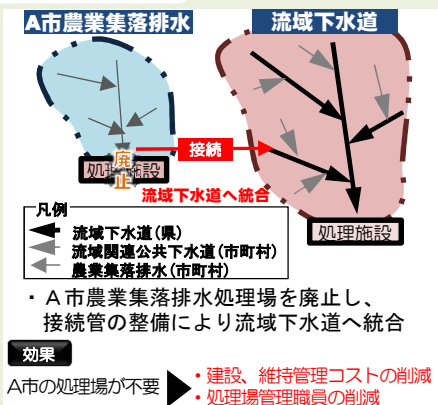 A市農業集落排水
流域下水道
廃止
接続
処理施設
流域下水道へ統合
処理施設
凡例
流域下水道(県)
流域関連公共下水道(市町村)
農業集落排水(市町村)
・A市農業集落排水処理場を廃止し、
接続管の整備により流域下水道へ統合
効果
A市の処理場が不要
・建設、維持管理コストの削減
・処理場管理職員の削減